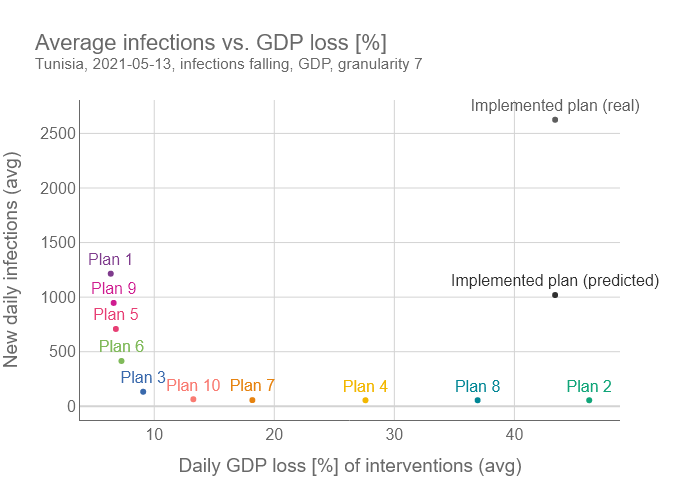 Average infections vs. GDP loss [%]
Tunisia, 2021-05-13, infections falling, GDP, granularity 7
Implemented plan (real)
2500
2000
1500
Plan 1
Implemented plan (predicted)
Plan 9
1000
Plan 5
Plan 6
500
Plan 3
Plan 10
Plan 7
Plan 4
Plan 8
Plan 2
0
10
20
30
40
New daily infections (avg)
Daily GDP loss [%] of interventions (avg)